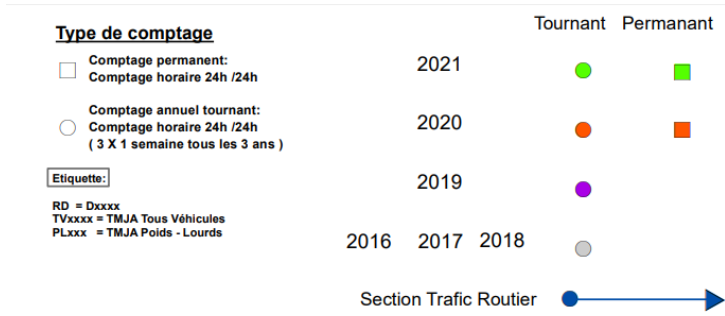 Type de comptage
Comptage permanent:
Comptage horaire 24h /24h
Comptage annuel tournant:
Comptage horaire 24h /24h
( 3 X 1 semaine tous les 3 ans )
Etiquette:
RD = Dxxxx
TVxxxx = TMJA Tous Véhicules
PLxxx = TMJA Poids - Lourds
Tournant Permanant
2021
2020
2019
2016 2017 2018
Section Trafic Routier